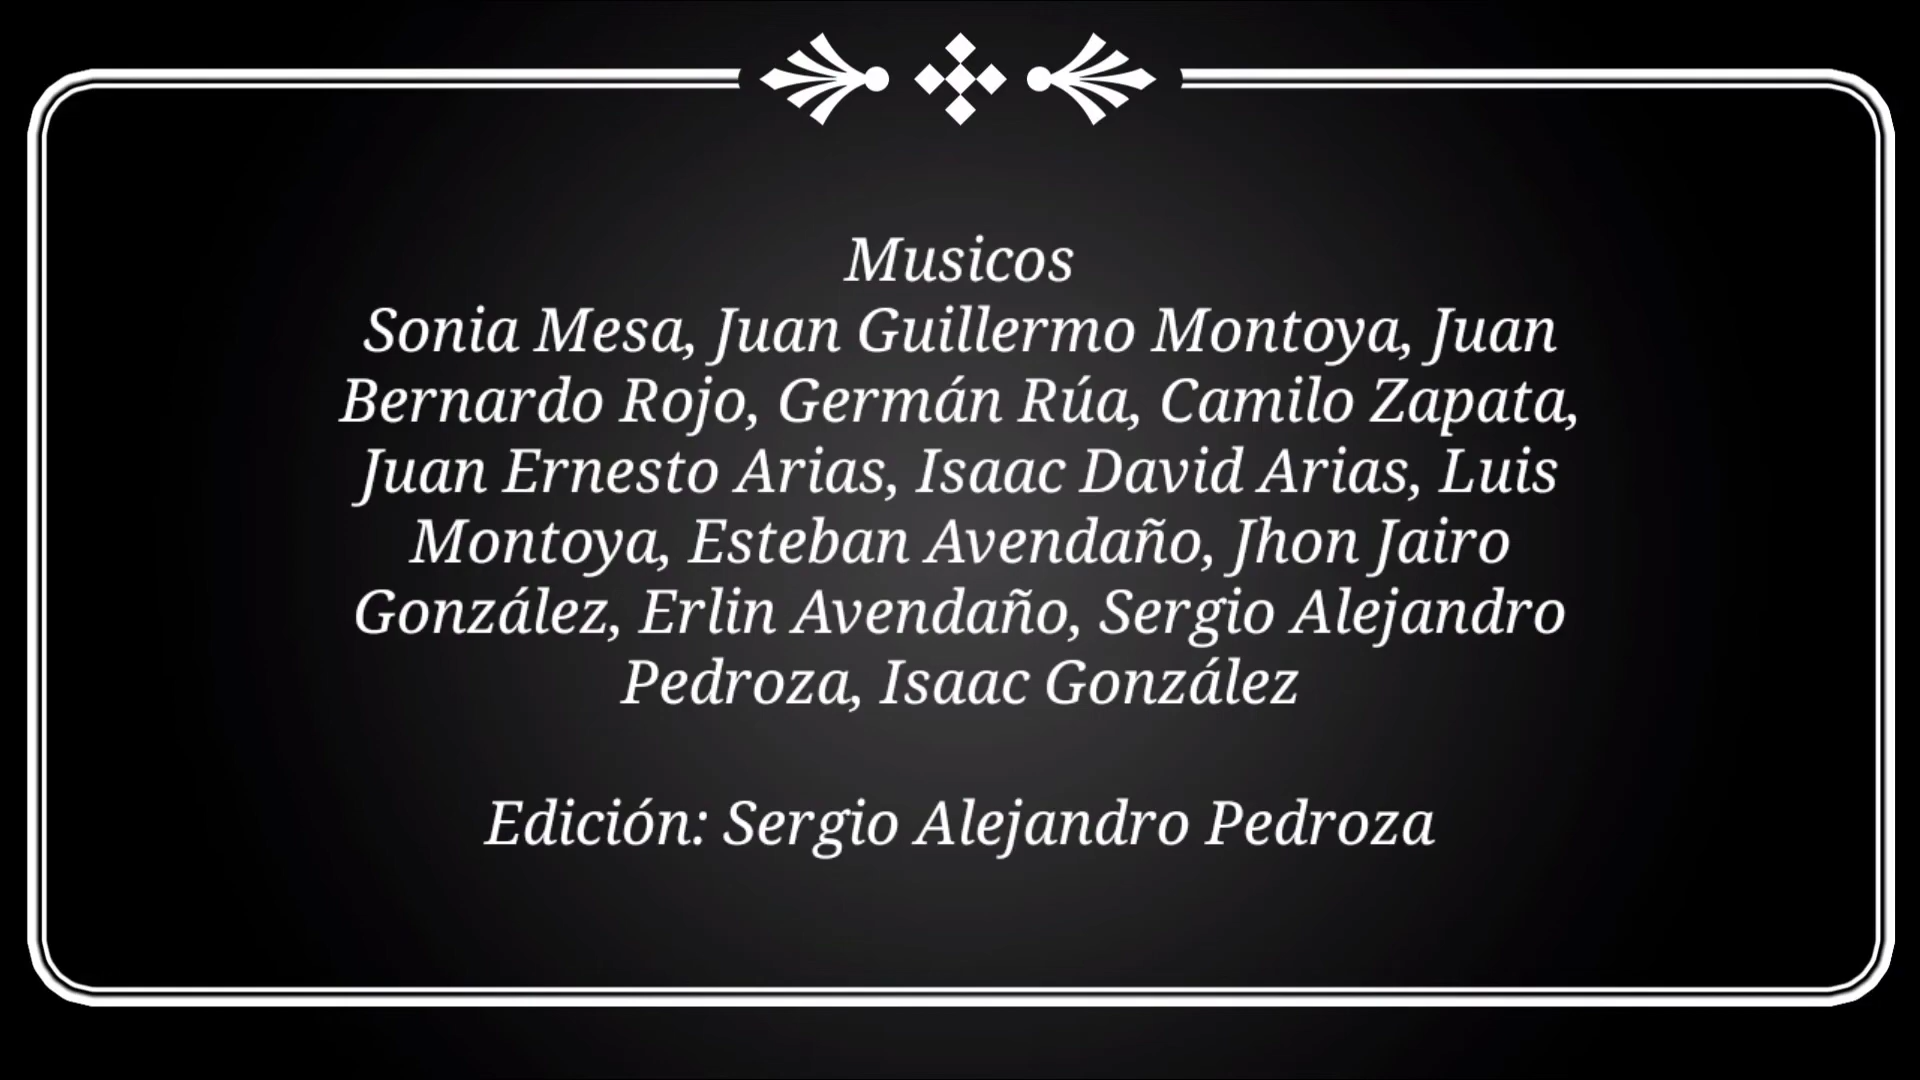 Musicos
Sonia Mesa, Juan Guillermo Montoya, Juan
Bernardo Rojo, Germán Rúa, Camilo Zapata,
Juan Ernesto Arias, Isaac David Arias, Luis
Montoya, Esteban Avendaño, Jhon Jairo
González, Erlin Avendaño, Sergio Alejandro
Pedroza, Isaac González
Edición: Sergio Alejandro Pedroza